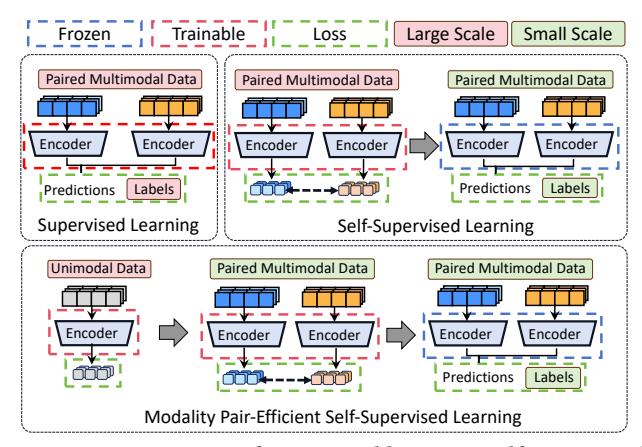 Frozen Trainable Loss Large Scale Small Scale
Paired Multimodal Data
Encoder Encoder
Predictions Labels
Supervised Learning
Paired Multimodal Data Paired Multimodal Data
Encoder Encoder Encoder Encoder
Predictions Labels
Self-Supervised Learning
Unimodal Data Paired Multimodal Data Paired Multimodal Data
Encoder Encoder Encoder Encoder Encoder
Predictions Labels
Modality Pair-Efficient Self-Supervised Learning